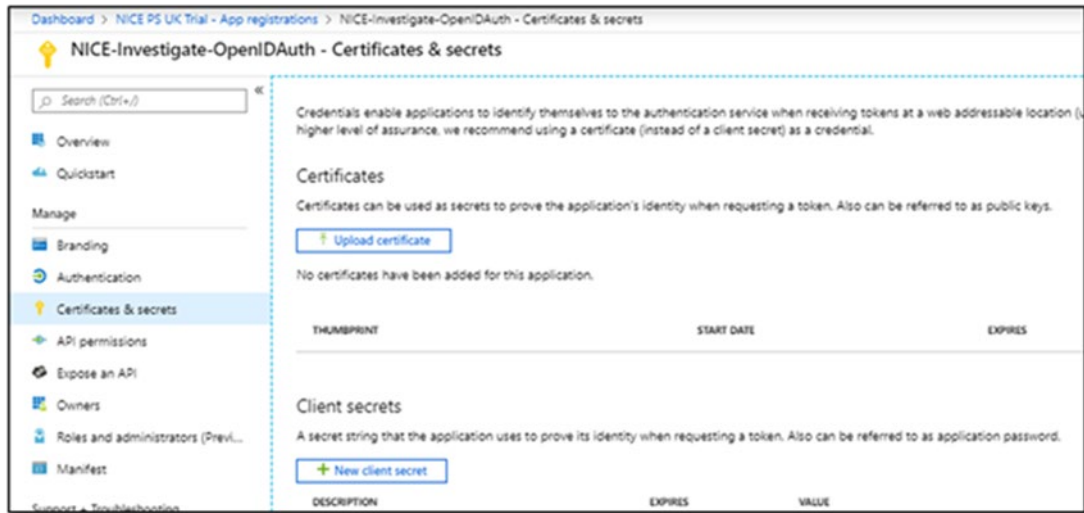 Dashboard > NICE PS UK Trial - App registrations > NICE-Investigate-OpenIDAuth - Certificates & secrets
NICE-Investigate-OpenIDAuth - Certificates & secrets
Search (Ctrl+/)
«
Overview
Quickstart
Manage
Branding
Authentication
Certificates & secrets
API permissions
Expose an API
Owners
Roles and administrators (Previ...
Manifest
Support + Troubleshooting
Credentials enable applications to identify themselves to the authentication service when receiving tokens at a web addressable location (u
higher level of assurance, we recommend using a certificate (instead of a client secret) as a credential.
Certificates
Certificates can be used as secrets to prove the application's identity when requesting a token. Also can be referred to as public keys.
Upload certificate
No certificates have been added for this application.
THUMBPRINT START DATE EXPIRES
Client secrets
A secret string that the application uses to prove its identity when requesting a token. Also can be referred to as application password.
+ New client secret
DESCRIPTION EXPIRES VALUE